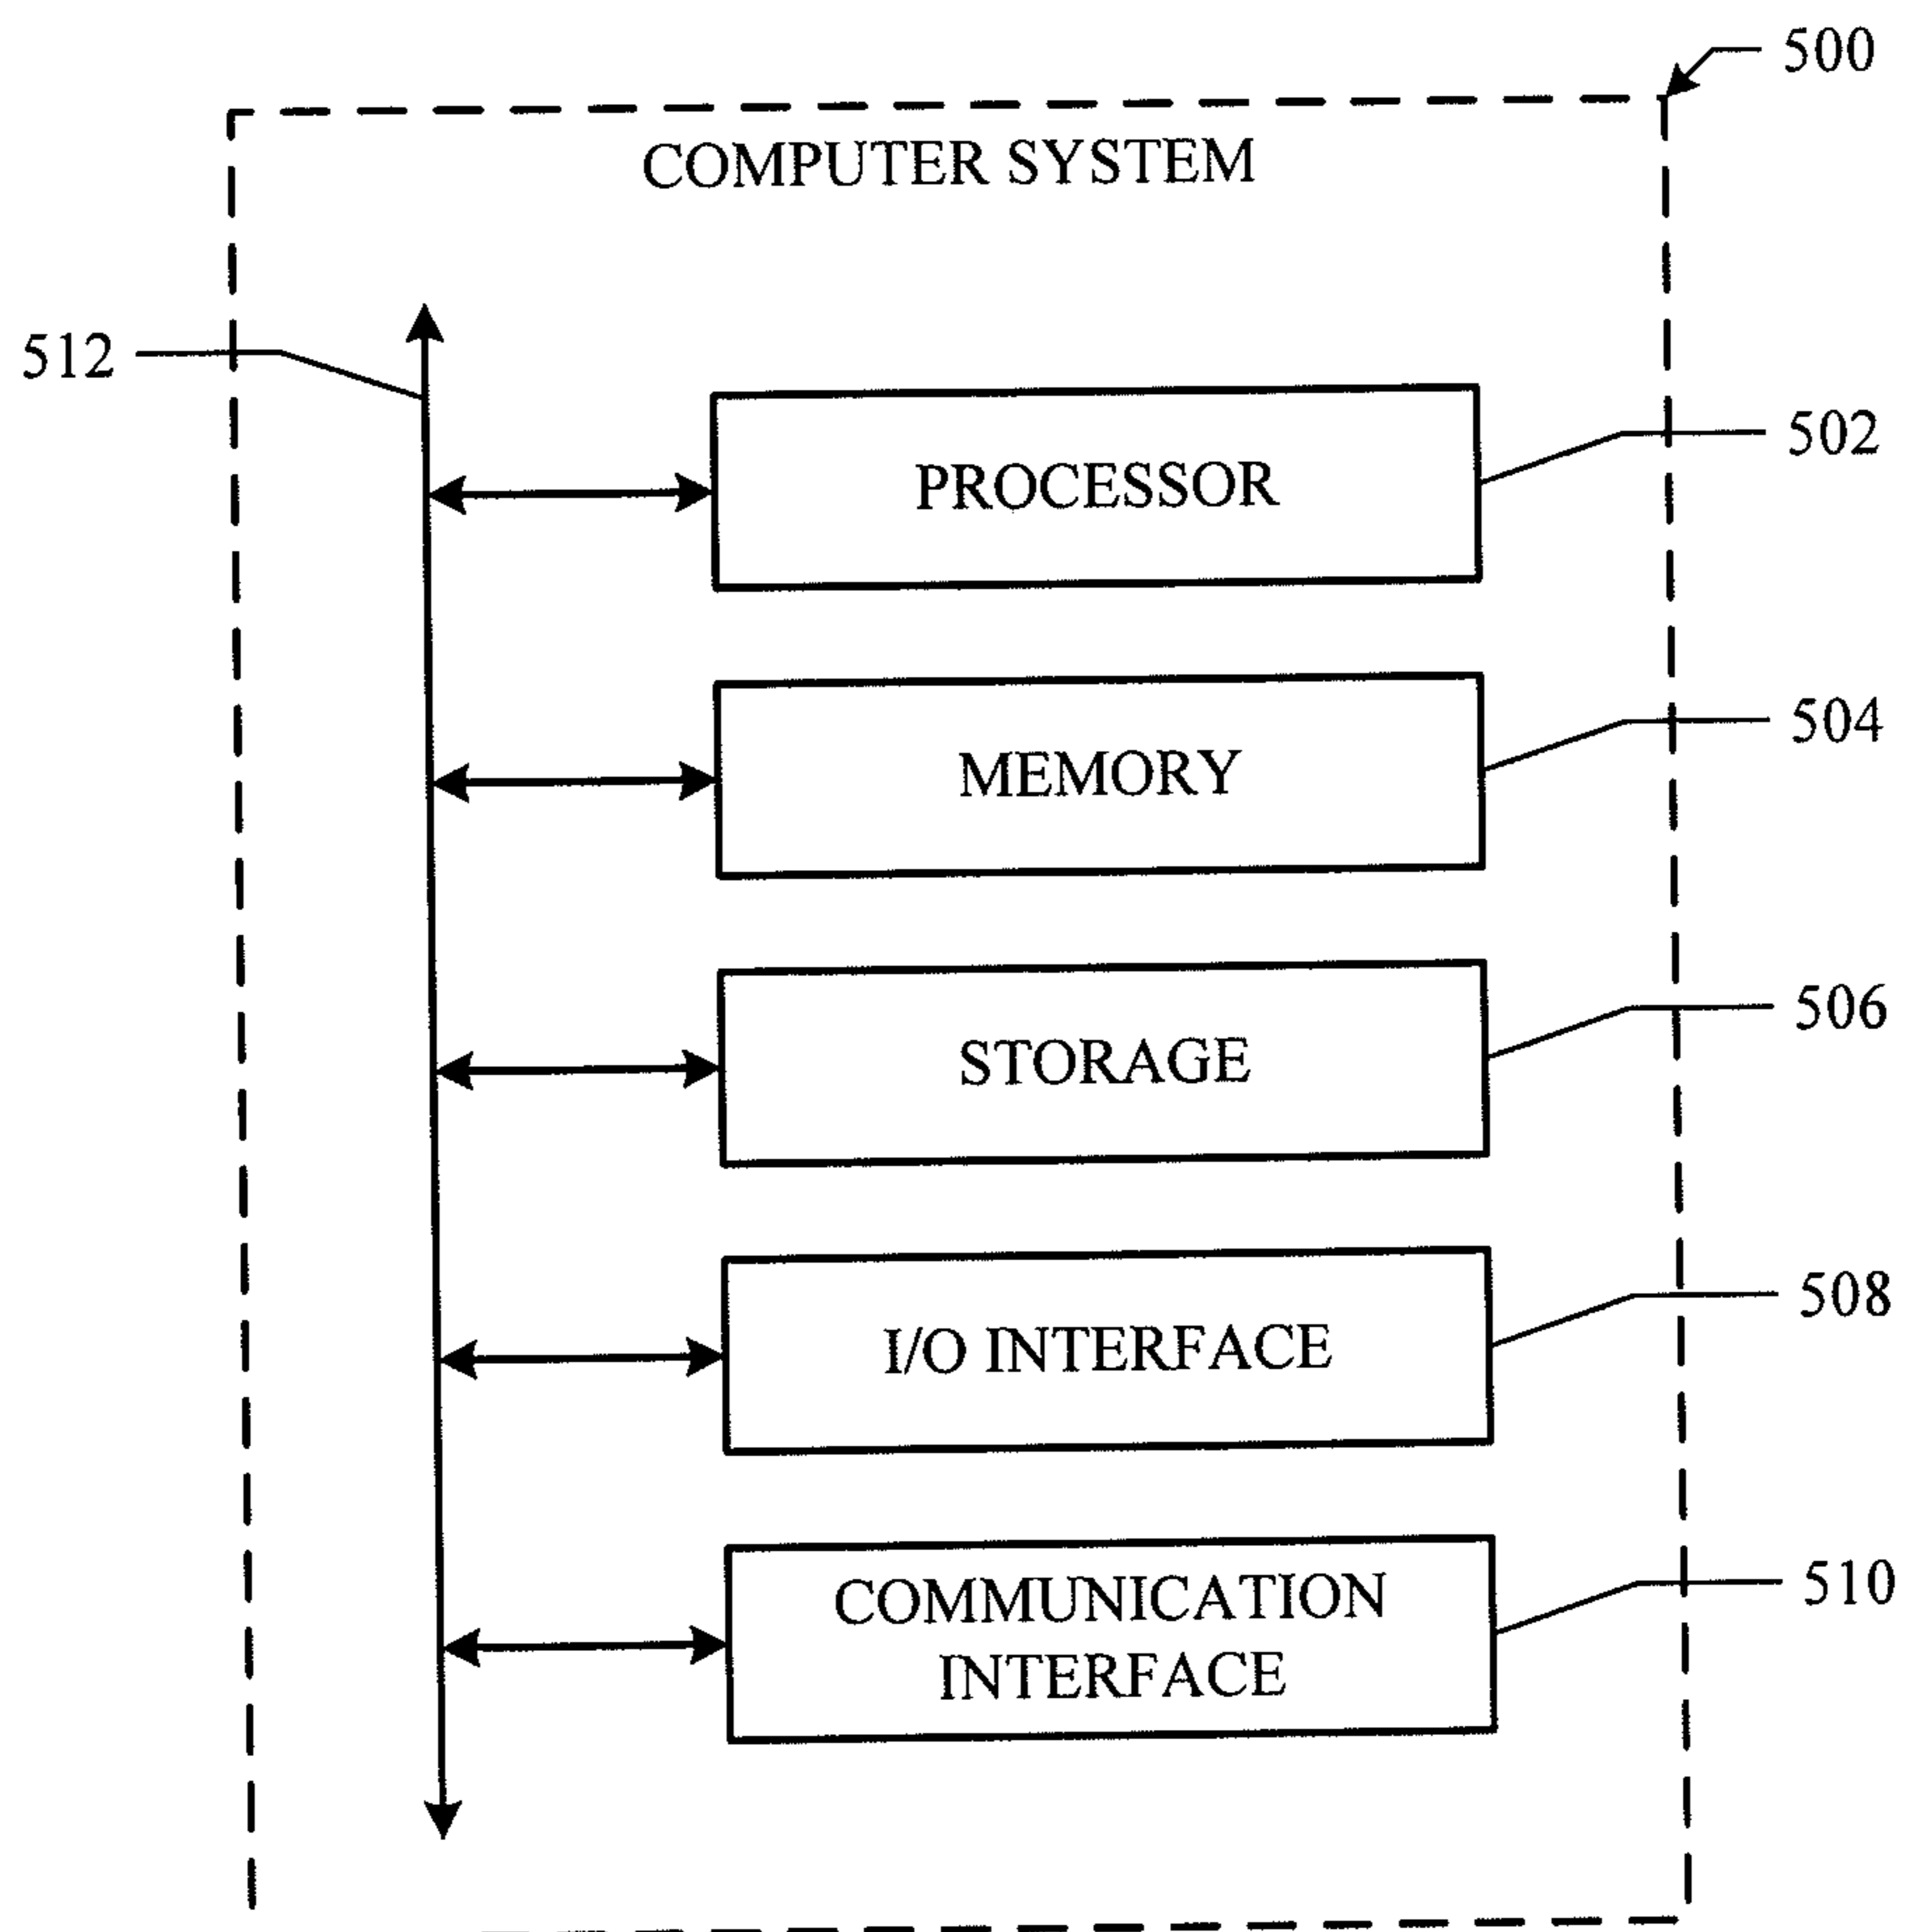 500
COMPUTER SYSTEM
512
PROCESSOR
502
MEMORY
504
STORAGE
506
I/O INTERFACE
508
COMMUNICATION
INTERFACE
510